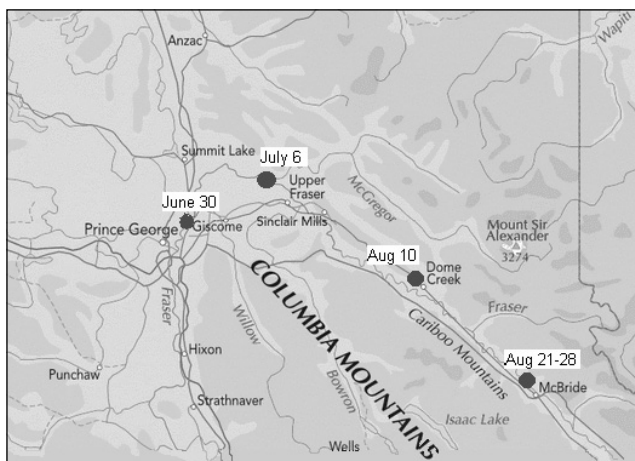 Anzac
Wapiti
Summit Lake
July 6
Upper
Fraser
McGregor
June 30
Giscome
Sinclair Mills
Prince George
Mount Sir
Alexander
3274
Aug 10
Dome
Creek
COLUMBIA MOUNTAINS
Fraser
Fraser
Willow
Cariboo Mountains
Hixon
Aug 21-28
Punchaw
Bowron
McBride
Strathnaver
Isaac Lake
Wells